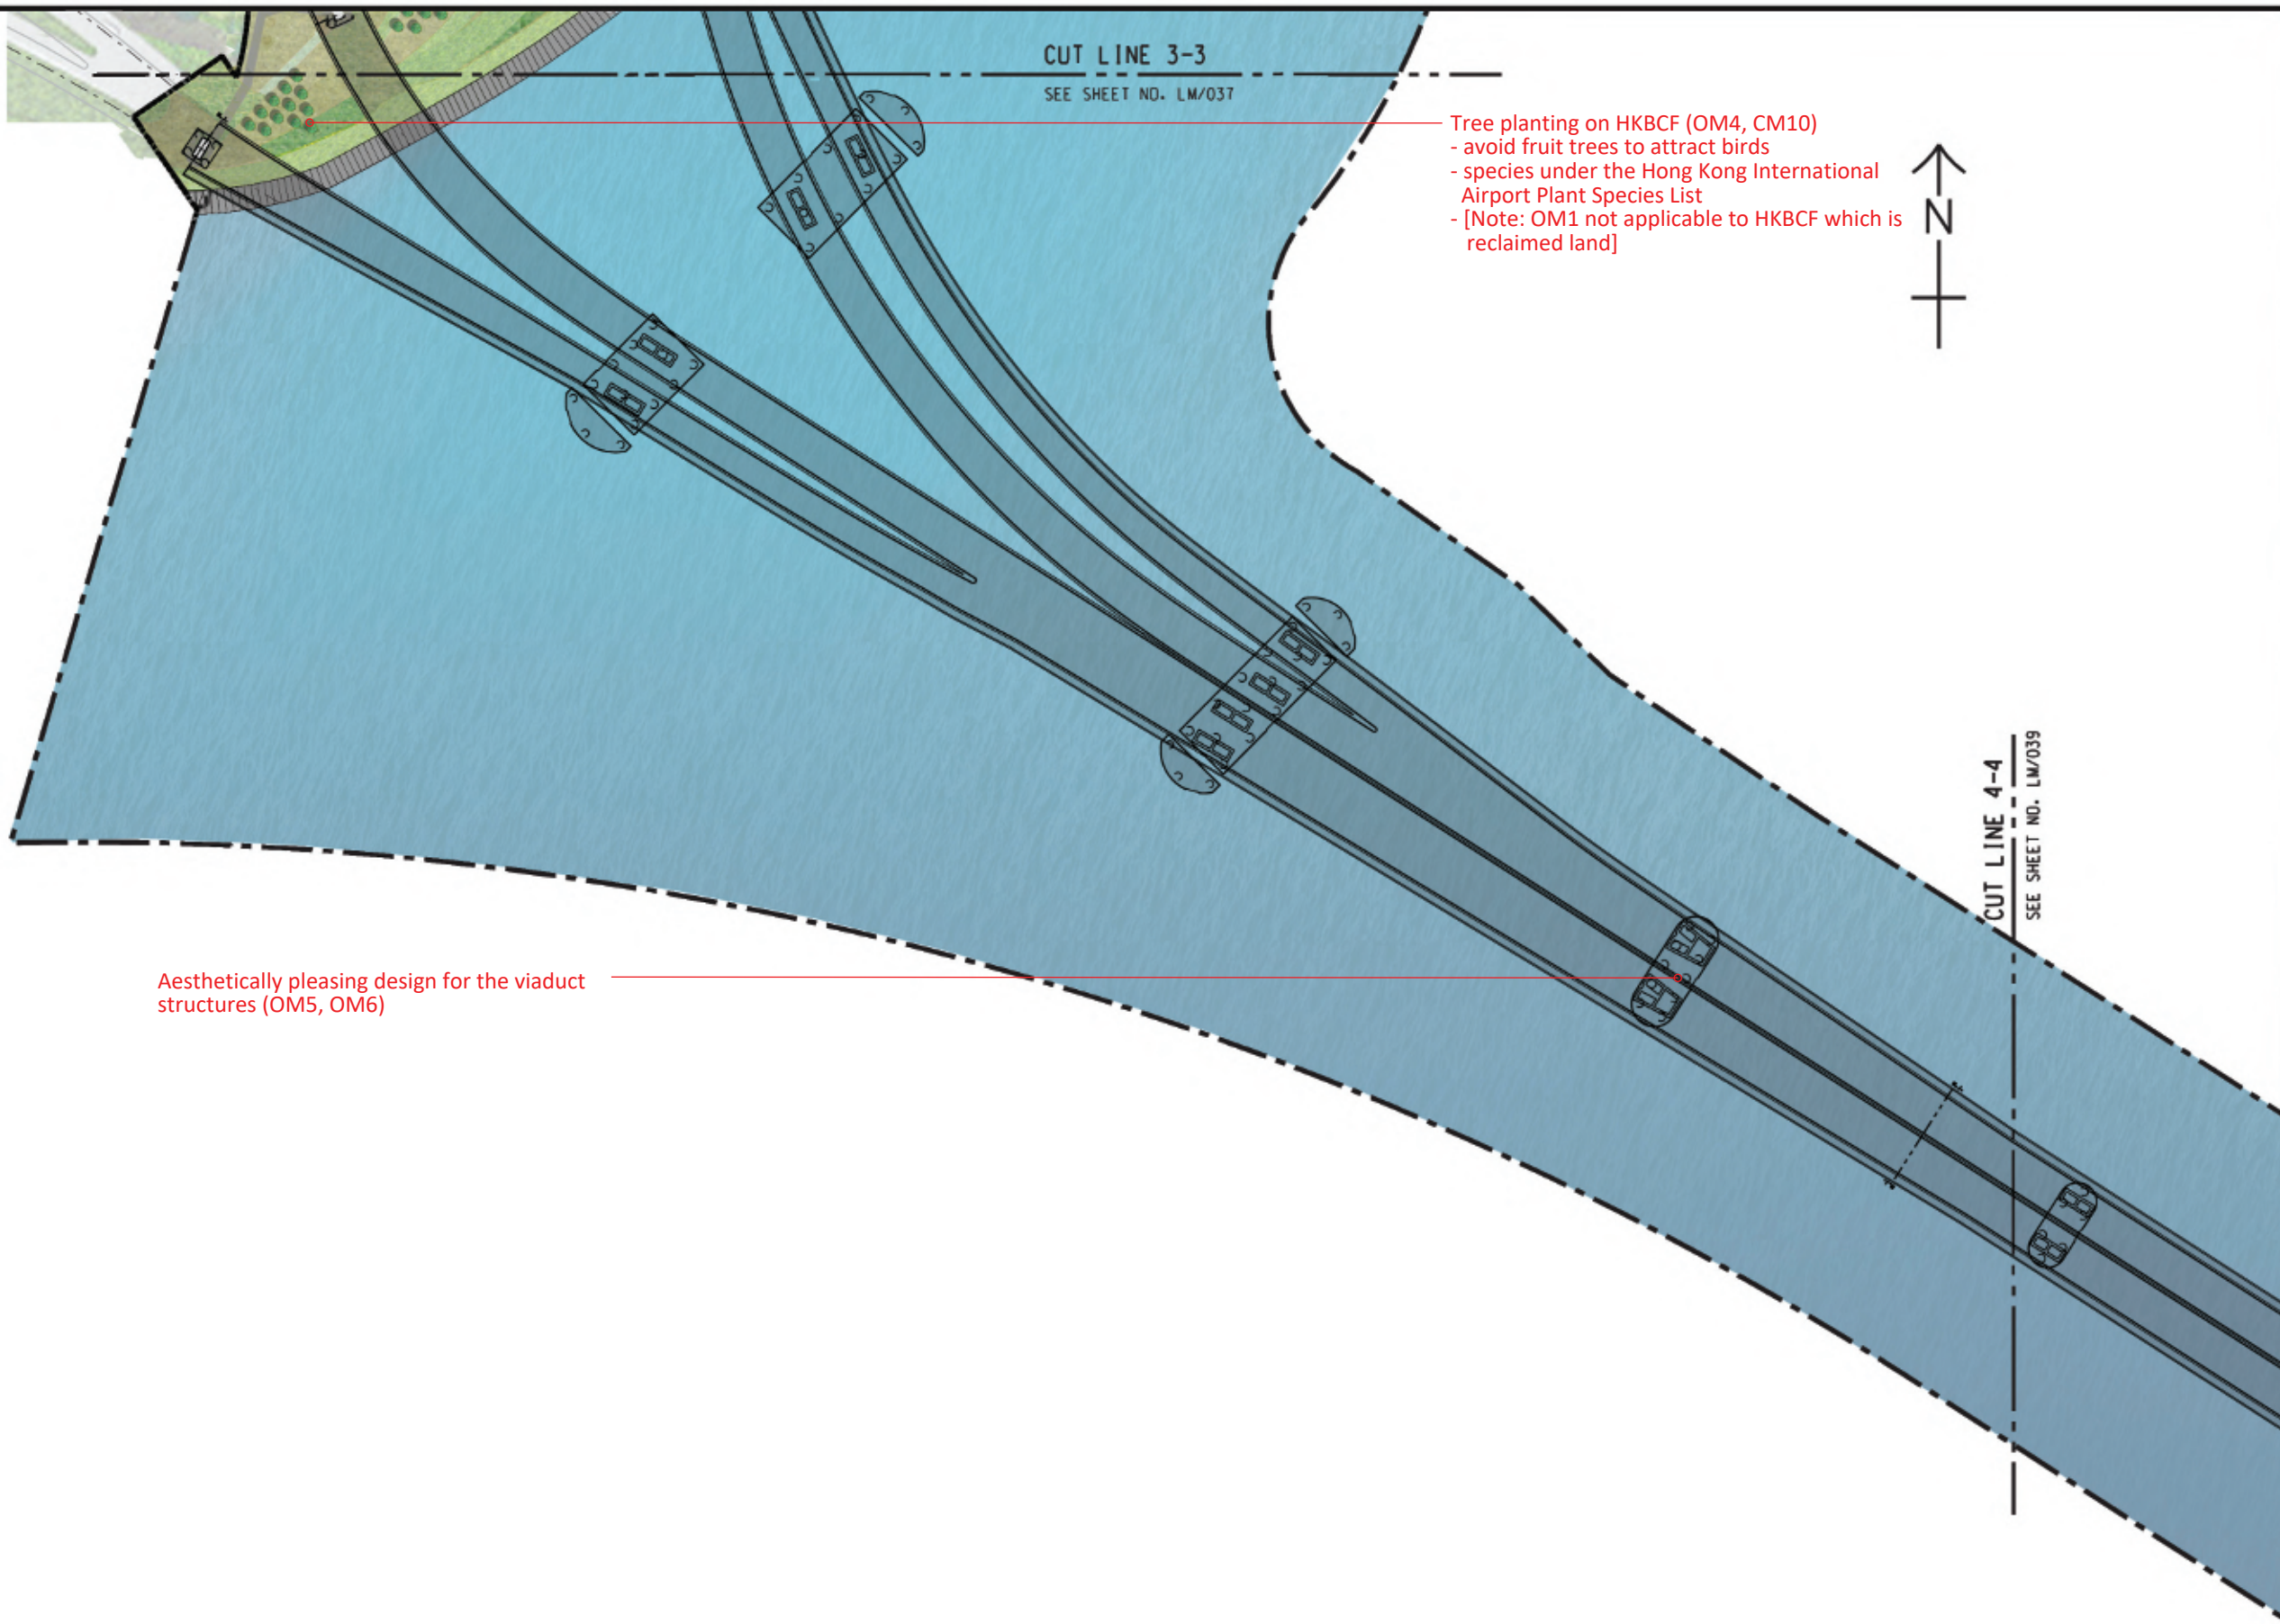 CUT LINE 3-3
SEE SHEET NO. LM/037
Tree planting on HKBCF (OM4, CM10)
- avoid fruit trees to attract birds
- species under the Hong Kong International
Airport Plant Species List
- [Note: OM1 not applicable to HKBCF which is
reclaimed land]
N
CUT LINE 4-4
SEE SHEET NO. LM/039
Aesthetically pleasing design for the viaduct
structures (OM5, OM6)